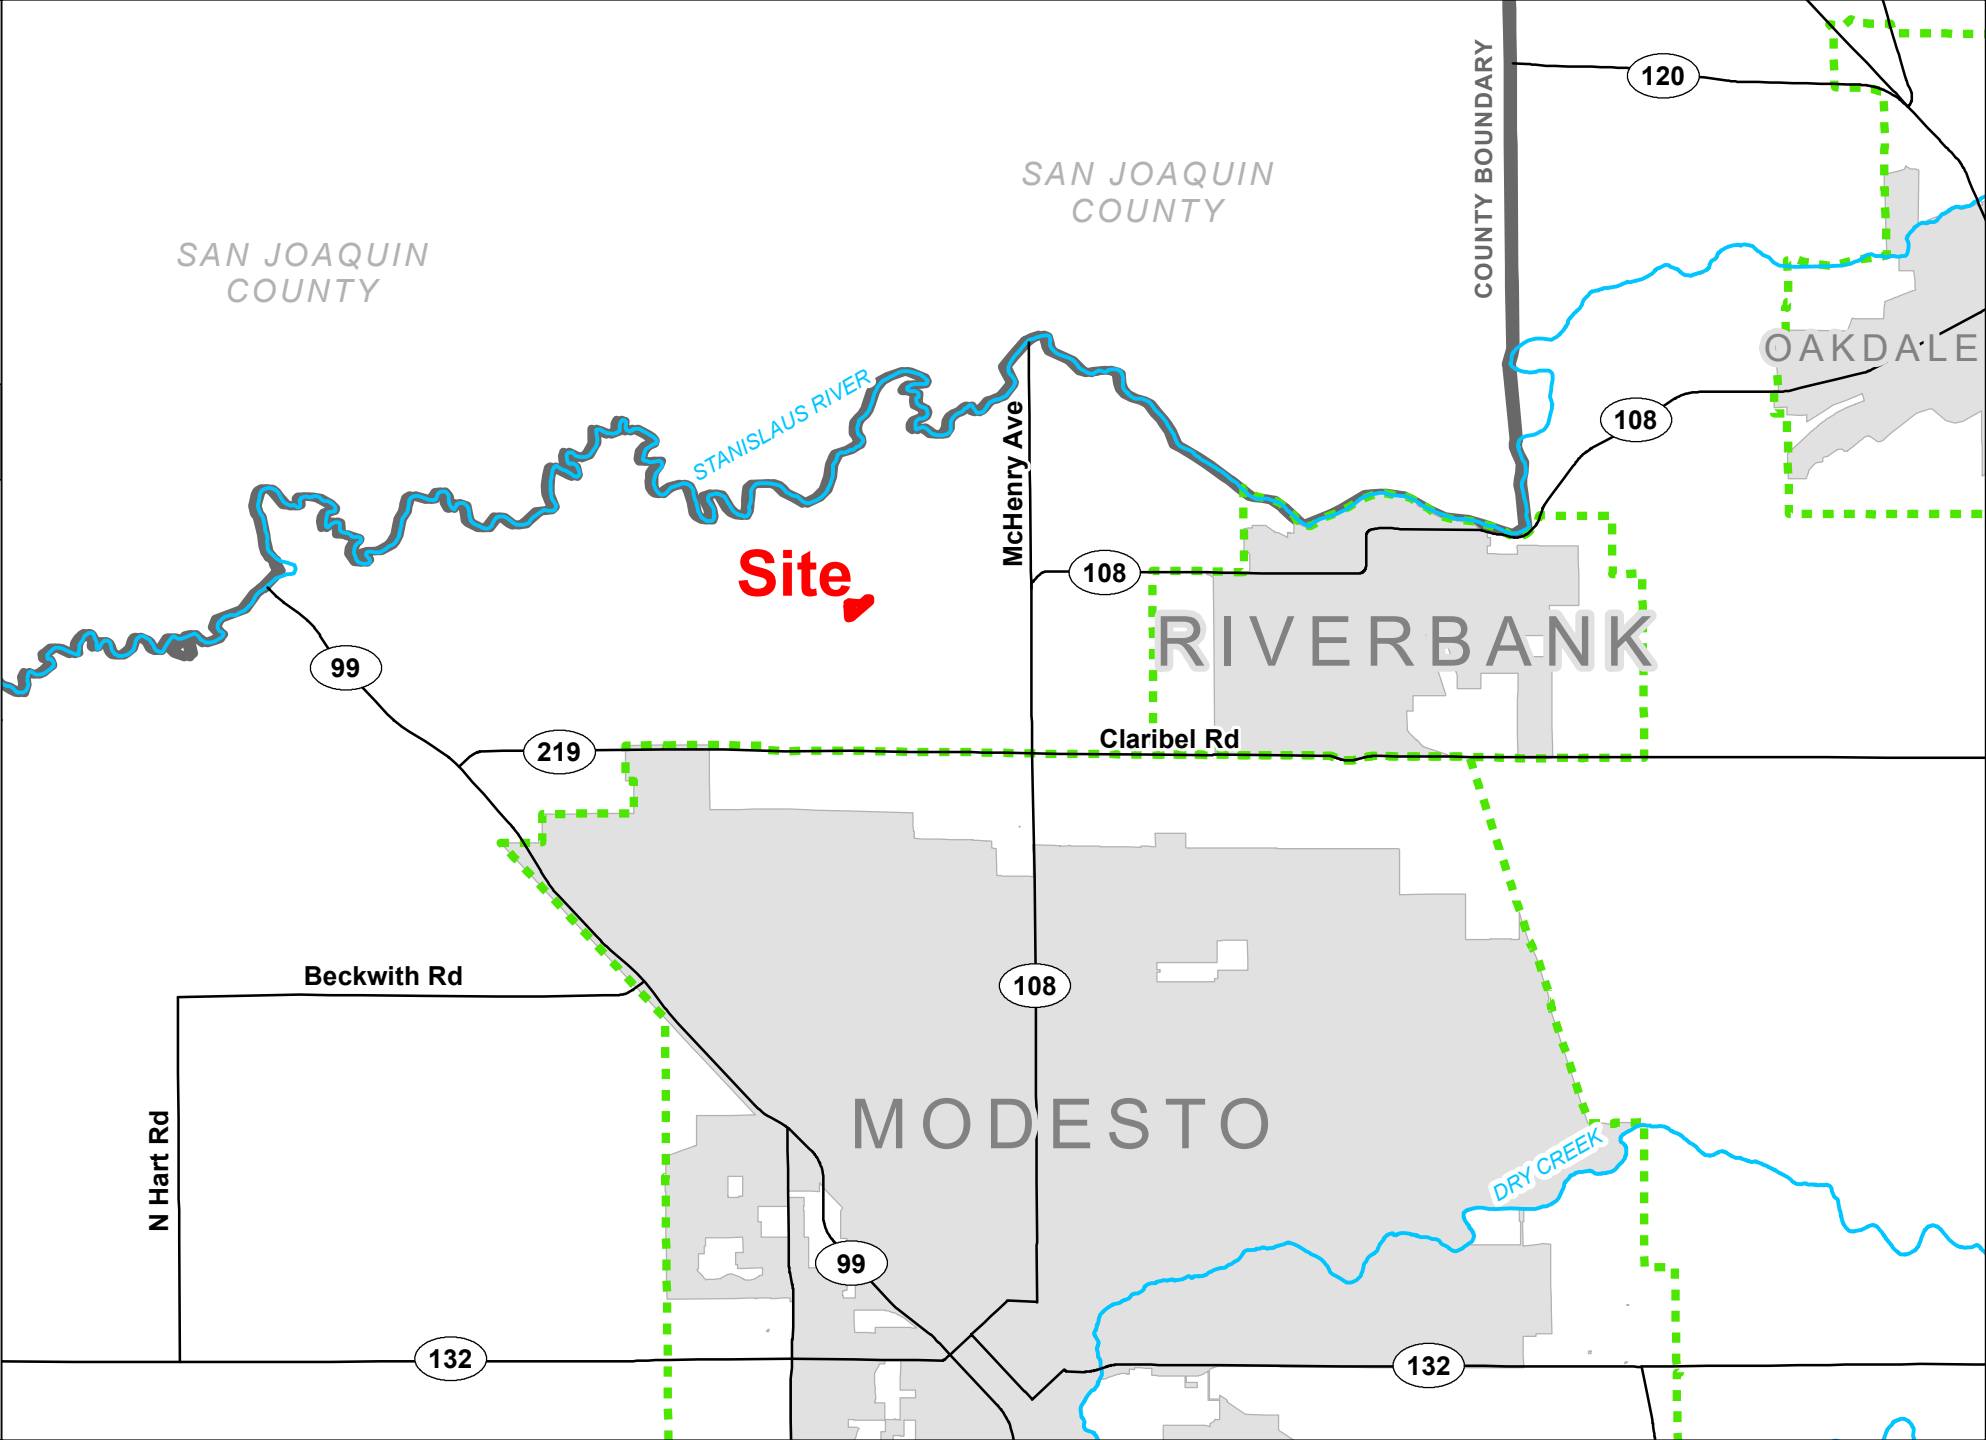 COUNTY BOUNDARY
120
SAN JOAQUIN
COUNTY
SAN JOAQUIN
COUNTY
OAKDALE
STANISLAUS RIVER
McHenry Ave
108
Site
108
RIVERBANK
99
219
Claribel Rd
Beckwith Rd
108
MODESTO
N Hart Rd
DRY CREEK
99
132
132